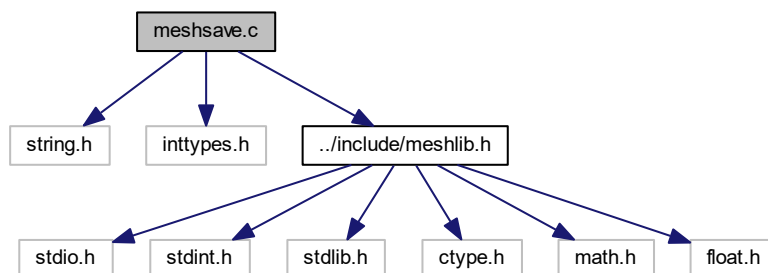 meshsave.c
string.h
inttypes.h
../include/meshlib.h
stdio.h
stdint.h
stdlib.h
ctype.h
math.h
float.h